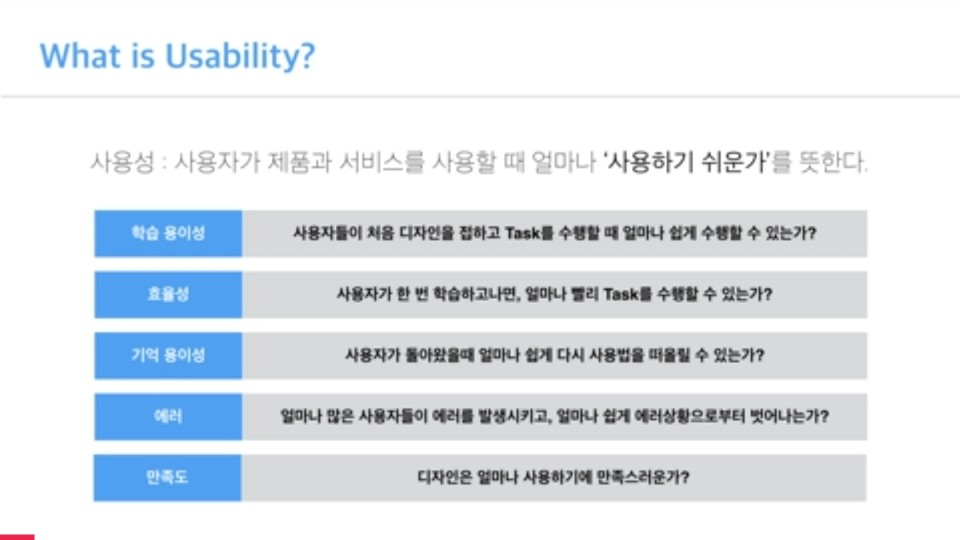 What is Usability?
사용성 : 사용자가 제품과 서비스를 사용할 때 얼마나 ‘사용하기 쉬운가’를 뜻한다.
학습 용이성 사용자들이 처음 디자인을 접하고 Task를 수행할 때 얼마나 쉽게 수행할 수 있는가?
효율성 사용자가 한 번 학습하고나면, 얼마나 빨리 Task를 수행할 수 있는가?
기억 용이성 사용자가 돌아왔을때 얼마나 쉽게 다시 사용법을 떠올릴 수 있는가?
에러 얼마나 많은 사용자들이 에러를 발생시키고, 얼마나 쉽게 에러상황으로부터 벗어나는가?
만족도 디자인은 얼마나 사용하기에 만족스러운가?